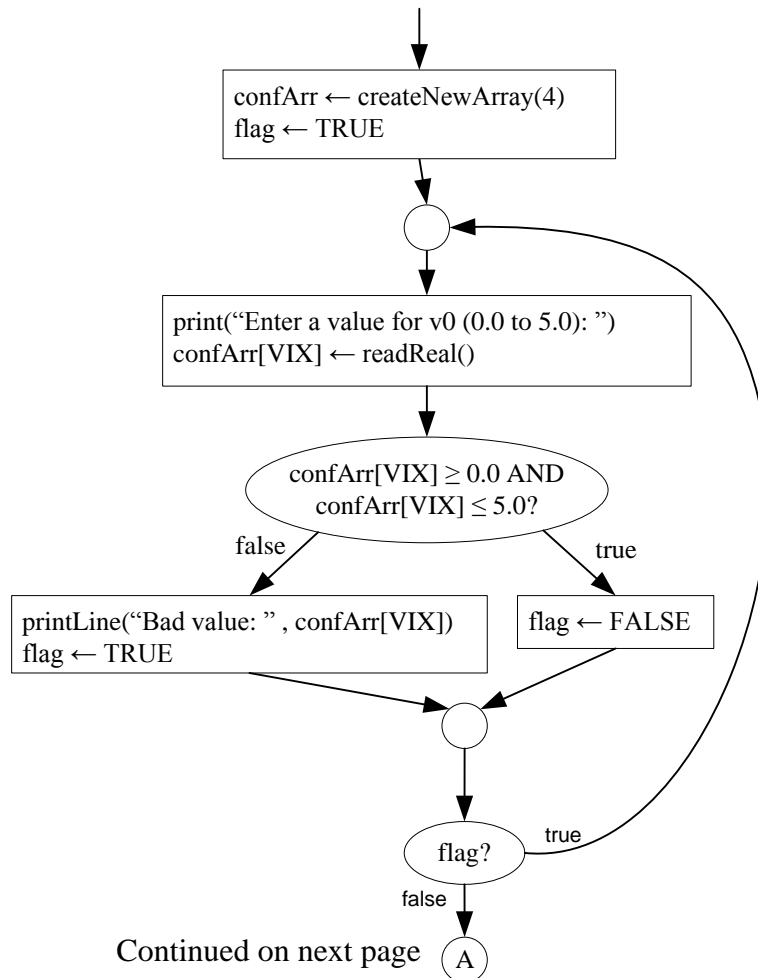 confArr ← createNewArray(4)
flag ← TRUE
print(“Enter a value for v0 (0.0 to 5.0): ”)
confArr[VIX] ← readReal()
confArr[VIX] ≥ 0.0 AND
confArr[VIX] ≤ 5.0?
false
true
printLine(“Bad value: ” , confArr[VIX])
flag ← TRUE
flag ← FALSE
flag?
true
false
Continued on next page
A